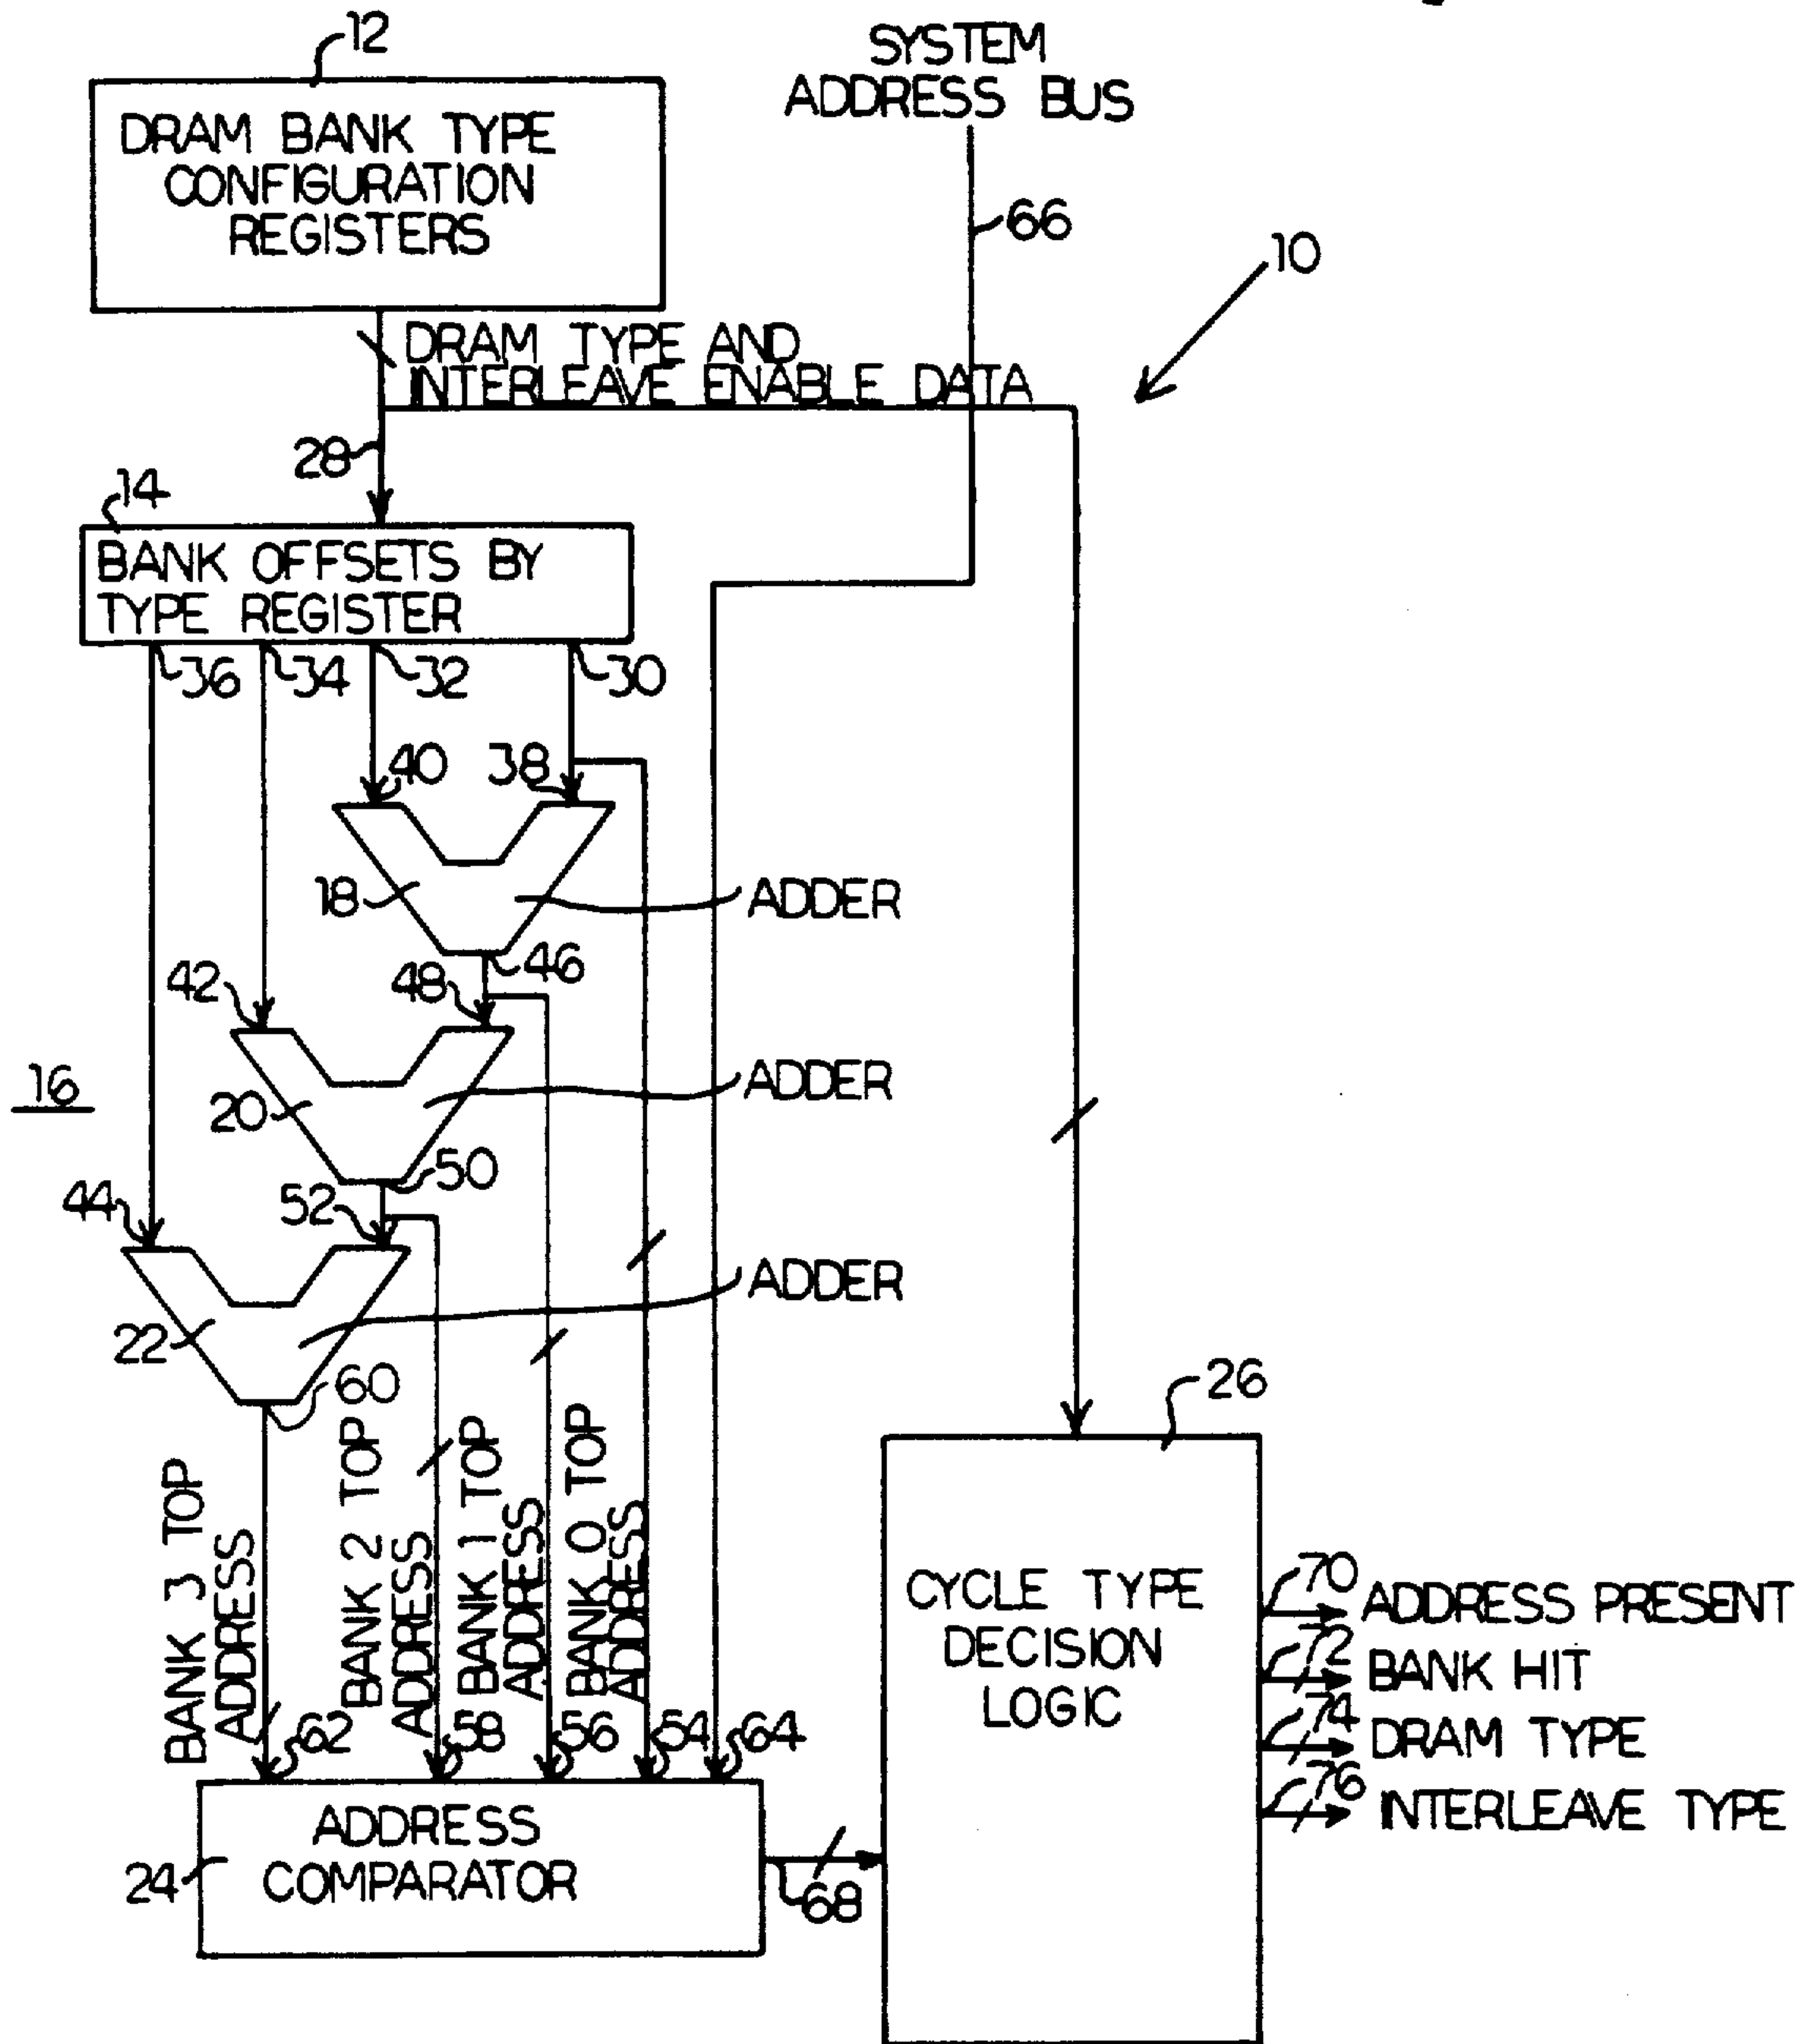 12
SYSTEM
ADDRESS BUS
DRAM BANK TYPE
CONFIGURATION
REGISTERS
66
10
DRAM TYPE AND
INTERLEAVE ENABLE DATA
28
14
BANK OFFSETS BY
TYPE REGISTER
36
34
32
30
40
38
18
ADDER
46
42
48
16
20
ADDER
50
44
52
22
ADDER
60
26
BANK 3 TOP
ADDRESS
BANK 2 TOP
ADDRESS
BANK 1 TOP
ADDRESS
BANK 0 TOP
ADDRESS
62
58
56
54
64
CYCLE TYPE
DECISION
LOGIC
70
ADDRESS PRESENT
72
BANK HIT
74
DRAM TYPE
76
INTERLEAVE TYPE
ADDRESS
COMPARATOR
24
68